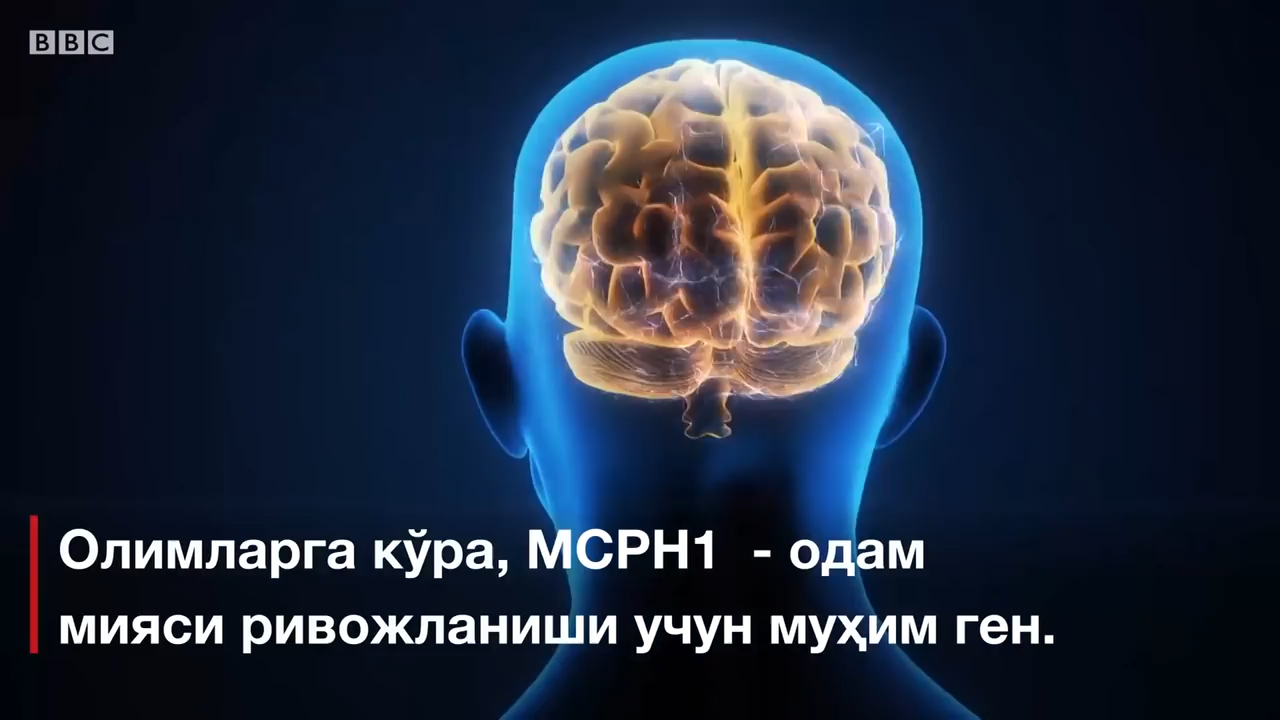 BBC
Олимларга кўра, MCPH1 - одам
мияси ривожланиши учун муҳим ген.